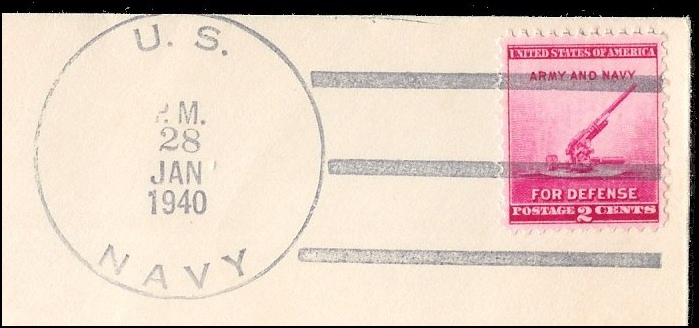 U. S.
P.M.
28
JAN
1940
NAVY
UNITED STATES OF AMERICA
ARMY AND NAVY
FOR DEFENSE
POSTAGE 2 CENTS